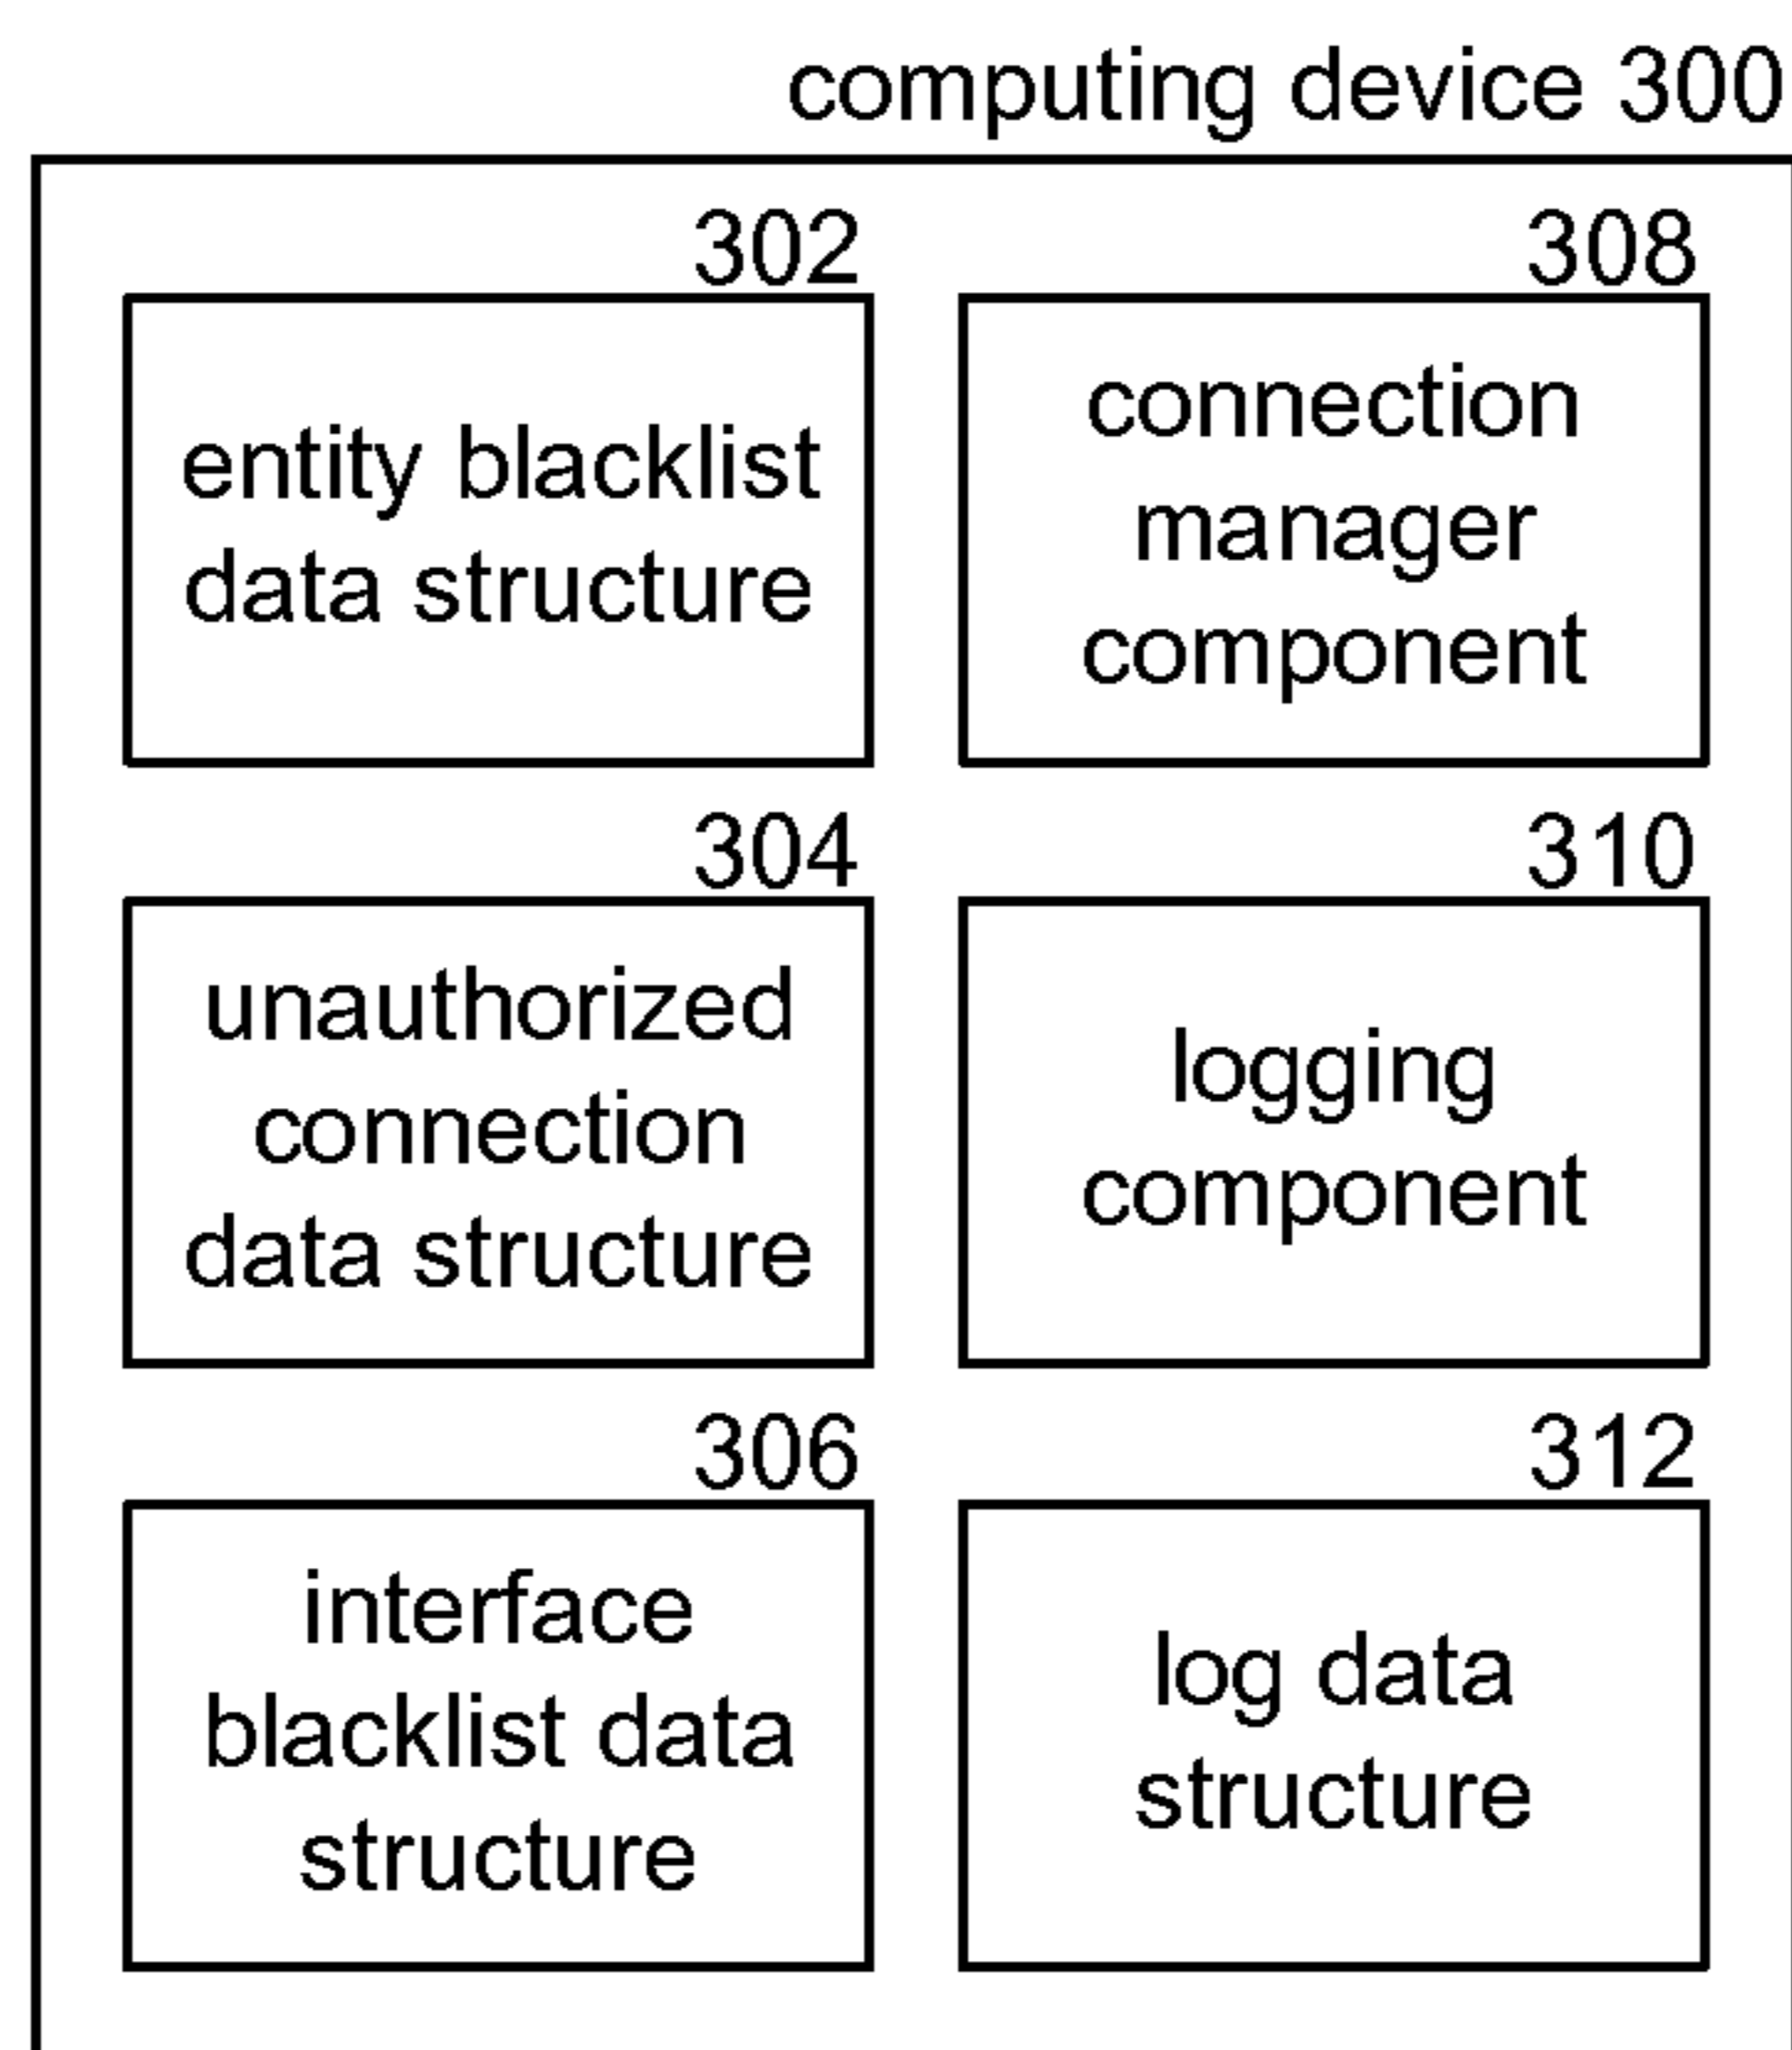 computing device 300
302
entity blacklist
data structure
308
connection
manager
component
304
unauthorized
connection
data structure
310
logging
component
306
interface
blacklist data
structure
312
log data
structure